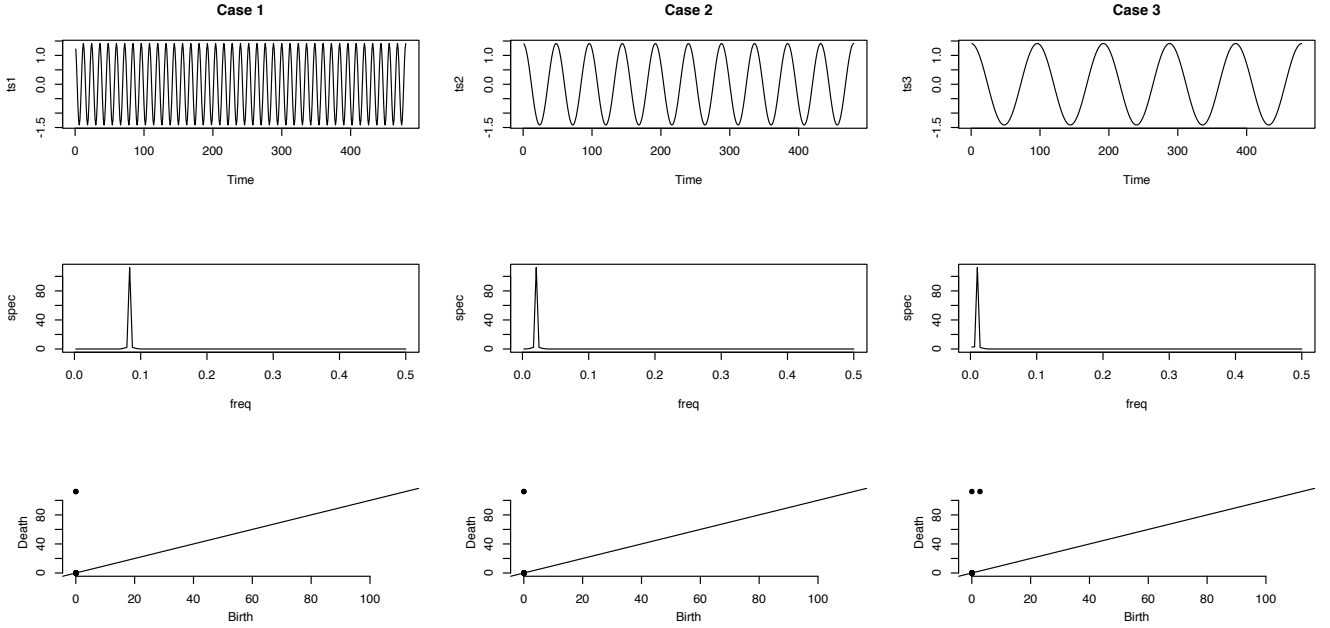 Case 1 Case 2 Case 3
ts1 -1.5 0.0 1.0 ts2 -1.5 0.0 1.0 ts3 -1.5 0.0 1.0
0 100 200 300 400 0 100 200 300 400 0 100 200 300 400
Time Time Time
spec 0 40 80 spec 0 40 80 spec 0 40 80
0.0 0.1 0.2 0.3 0.4 0.5 0.0 0.1 0.2 0.3 0.4 0.5 0.0 0.1 0.2 0.3 0.4 0.5
freq freq freq
Death 0 40 80 Death 0 40 80 Death 0 40 80
0 20 40 60 80 100 0 20 40 60 80 100 0 20 40 60 80 100
Birth Birth Birth